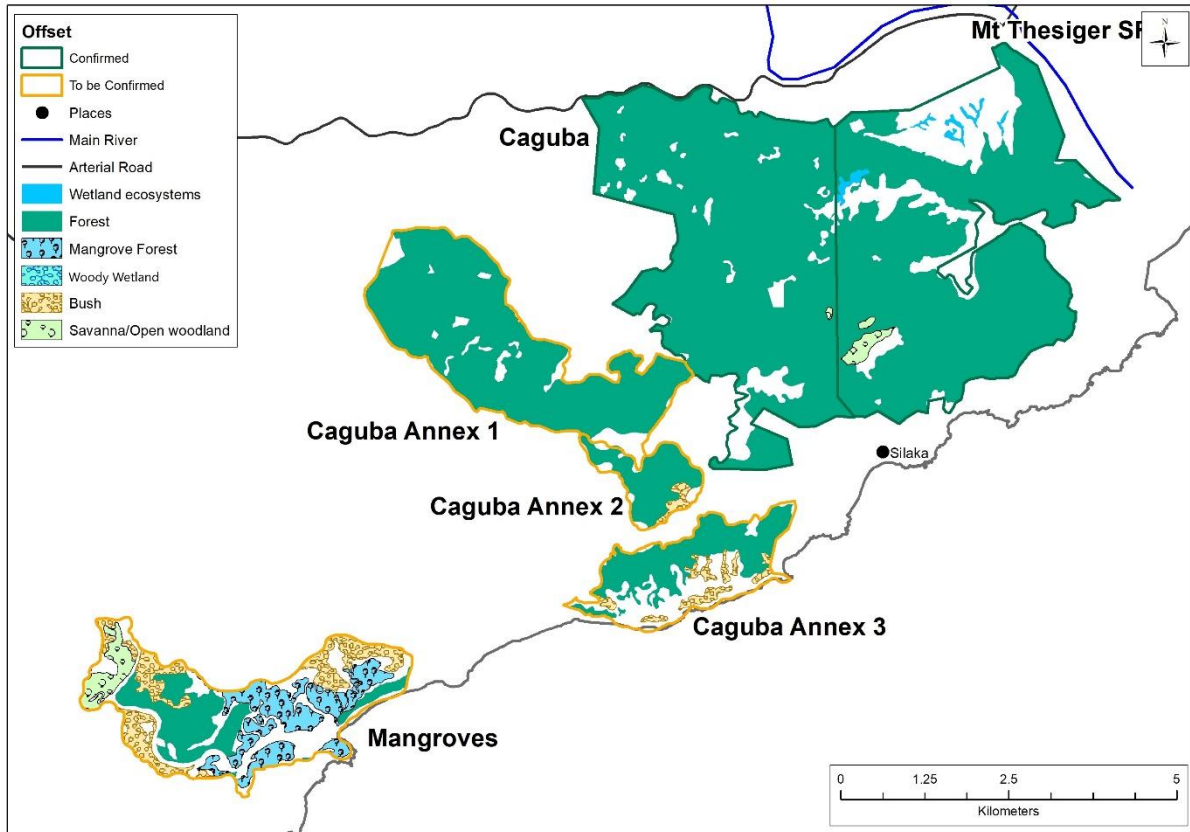 Offset
Confirmed
To be Confirmed
Places
Main River
Arterial Road
Wetland ecosystems
Forest
Mangrove Forest
Woody Wetland
Bush
Savanna/Open woodland
Mt Thesiger
N
Caguba
Caguba Annex 1
Silaka
Caguba Annex 2
Caguba Annex 3
Mangroves
0 1.25 2.5 5
Kilometers